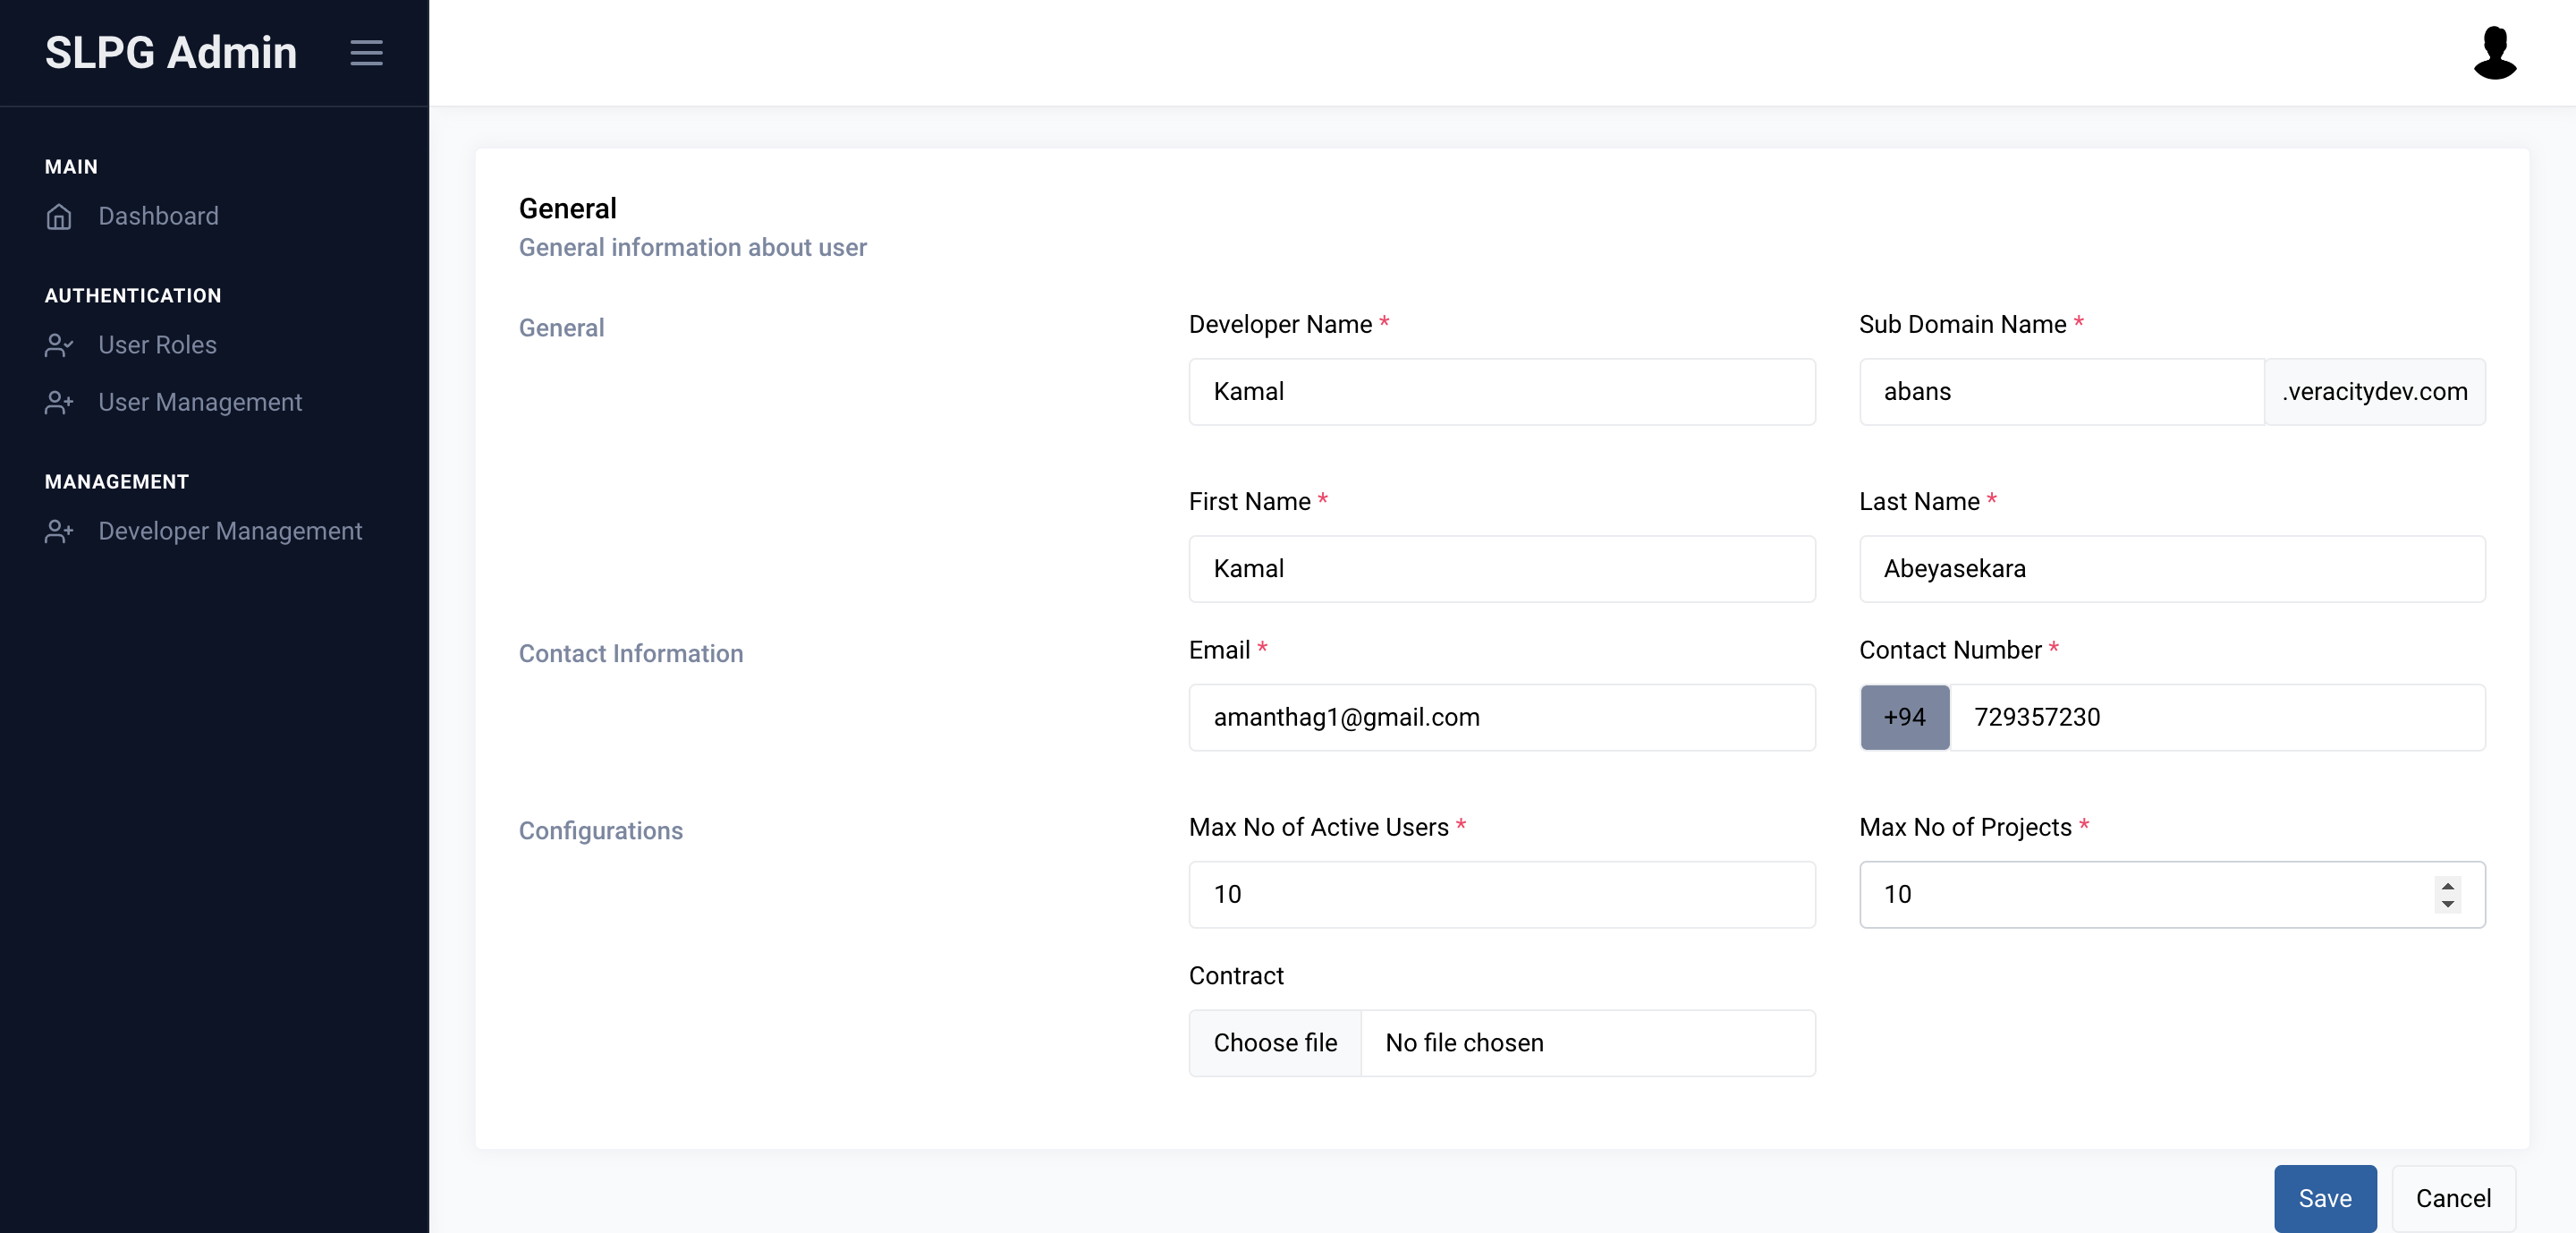 SLPG Admin
MAIN
Dashboard
AUTHENTICATION
User Roles
User Management
MANAGEMENT
Developer Management
General
General information about user
General
Developer Name *
Sub Domain Name *
Kamal
abans
.veracitydev.com
First Name *
Last Name *
Kamal
Abeyasekara
Contact Information
Email *
Contact Number *
amanthag1@gmail.com
+94
729357230
Configurations
Max No of Active Users *
Max No of Projects *
10
10
Contract
Choose file
No file chosen
Save
Cancel